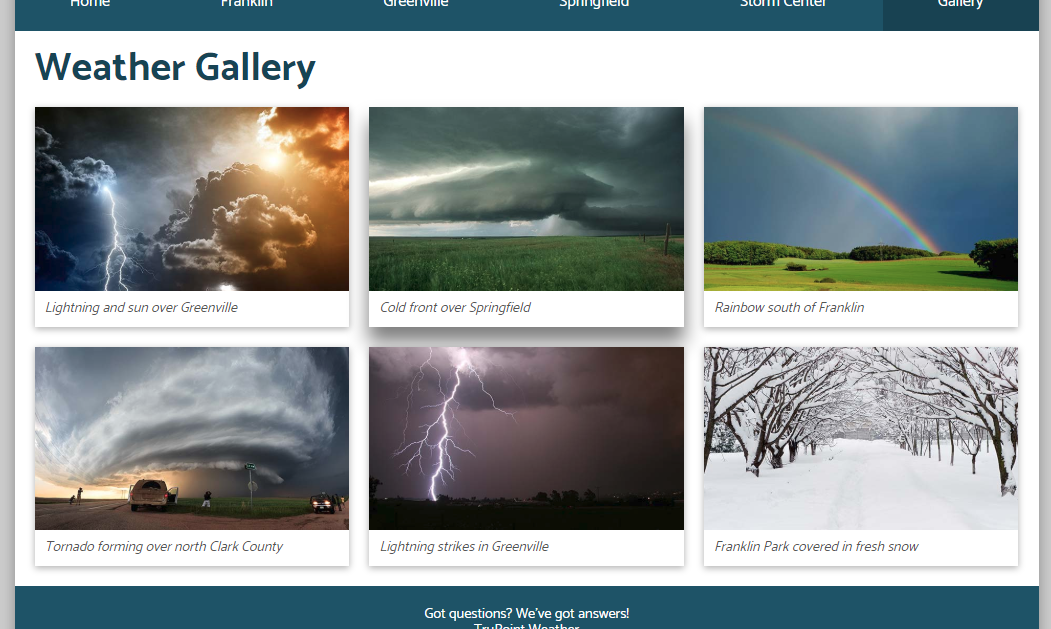 Home Franklin Greenville Springfield Storm Center Gallery
Weather Gallery
Lightning and sun over Greenville
Cold front over Springfield
Rainbow south of Franklin
Tornado forming over north Clark County
Lightning strikes in Greenville
Franklin Park covered in fresh snow
Got questions? We've got answers!
TruPoint Weather